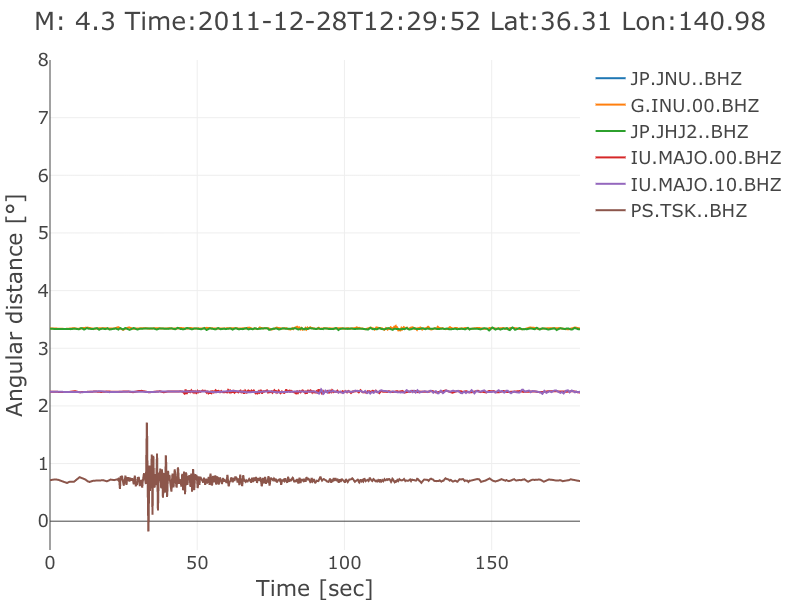 M: 4.3 Time:2011-12-28T12:29:52 Lat:36.31 Lon:140.98
8
7
6
5
4
3
2
1
0
Angular distance [°]
0 50 100 150
Time [sec]
JP.JNU..BHZ
G.INU.00.BHZ
JP.JHJ2..BHZ
IU.MAJO.00.BHZ
IU.MAJO.10.BHZ
PS.TSK..BHZ